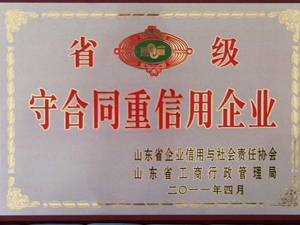 省级
守合同重信用企业
山东省企业信用与社会责任协会
山东省工商行政管理局
二〇一一年四月